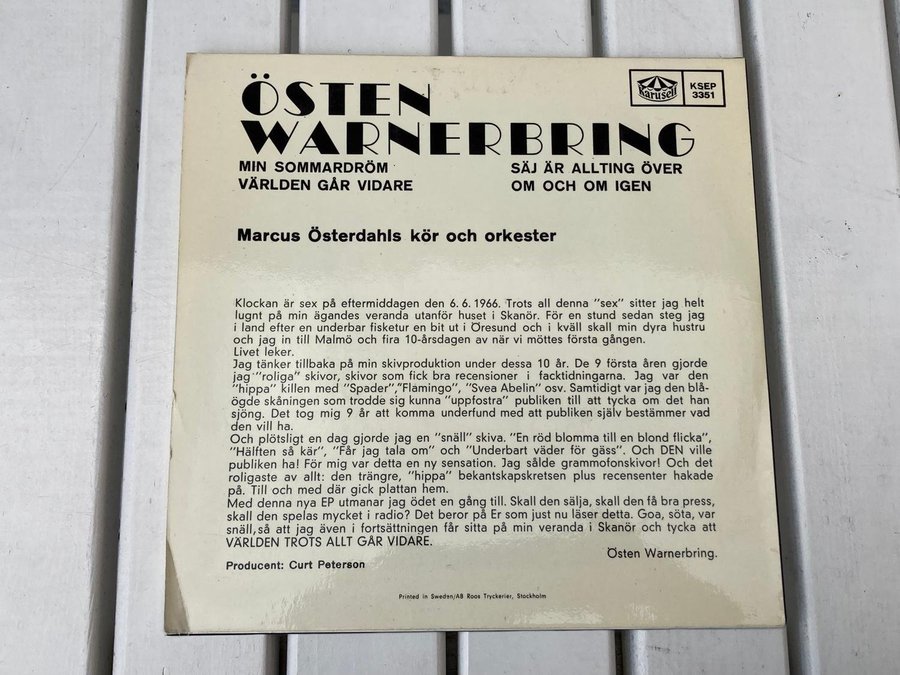 ÖSTEN
WARNERBRING
karusell
KSEP
3351
MIN SOMMARDRÖM
VÄRLDEN GÅR VIDARE
SÄJ ÄR ALLTING ÖVER
OM OCH OM IGEN
Marcus Österdahls kör och orkester
Klockan är sex på eftermiddagen den 6. 6. 1966. Trots all denna "sex" sitter jag helt
lugnt på min ägandes veranda utanför huset i Skanör. För en stund sedan steg jag
i land efter en underbar fisketur en bit ut i Öresund och i kväll skall min dyra hustru
och jag in till Malmö och fira 10-årsdagen av när vi möttes första gången.
Livet leker.
Jag tänker tillbaka på min skivproduktion under dessa 10 år. De 9 första åren gjorde
jag "roliga" skivor, skivor som fick bra recensioner i facktidningarna. Jag var den
"hippa" killen med "Spader","Flamingo", "Svea Abelin" osv. Samtidigt var jag den blå-
ögde skåningen som trodde sig kunna "uppfostra" publiken till att tycka om det han
sjöng. Det tog mig 9 år att komma underfund med att publiken själv bestämmer vad
den vill ha.
Och plötsligt en dag gjorde jag en "snäll" skiva. "En röd blomma till en blond flicka",
"Hälften så kär", "Får jag tala om" och "Underbart väder för gäss". Och DEN ville
publiken ha! För mig var detta en ny sensation. Jag sålde grammofonskivor! Och det
roligaste av allt: den trängre, "hippa" bekantskapskretsen plus recensenter hakade
på. Till och med där gick plattan hem.
Med denna nya EP utmanar jag ödet en gång till. Skall den sälja, skall den få bra press,
skall den spelas mycket i radio? Det beror på Er som just nu läser detta. Goa, söta, var
snäll, så att jag även i fortsättningen får sitta på min veranda i Skanör och tycka att
VÄRLDEN TROTS ALLT GÅR VIDARE.
Östen Warnerbring.
Producent: Curt Peterson
Printed in Sweden/AB Roos Tryckerier, Stockholm